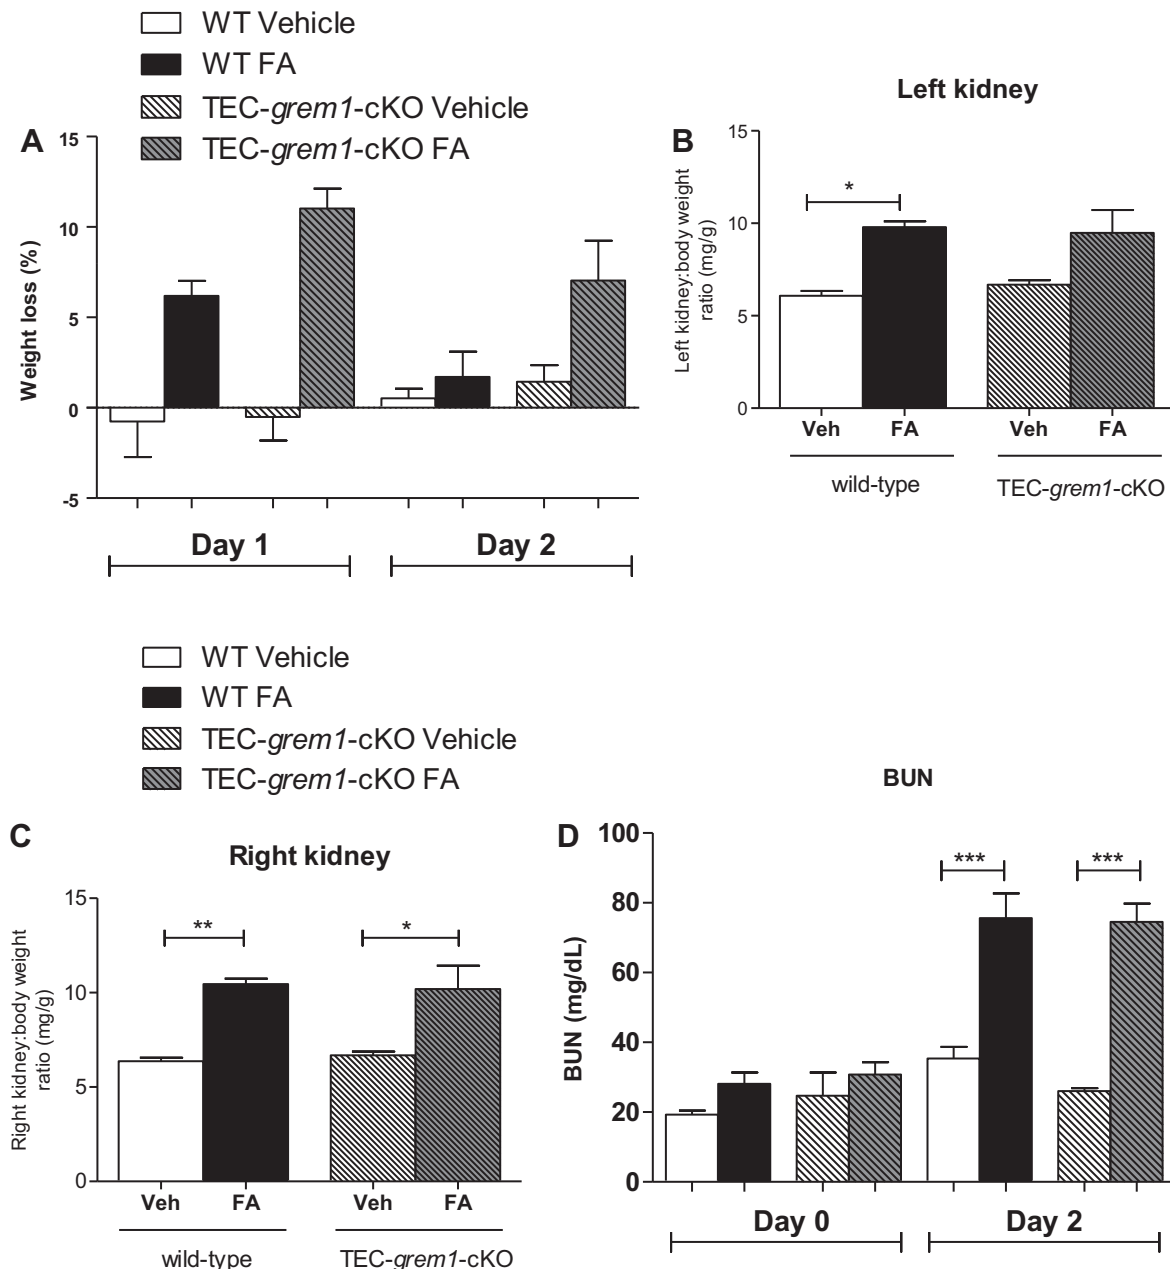 WT Vehicle
WT FA
TEC-grem1-cKO Vehicle
TEC-grem1-cKO FA
A
Weight loss (%)
15
10
5
0
-5
Day 1
Day 2
B
Left kidney
Left kidney:body weight
ratio (mg/g)
15
10
5
0
*
Veh
FA
Veh
FA
wild-type
TEC-grem1-cKO
WT Vehicle
WT FA
TEC-grem1-cKO Vehicle
TEC-grem1-cKO FA
C
Right kidney
Right kidney:body weight
ratio (mg/g)
15
10
5
0
**
*
Veh
FA
Veh
FA
wild-type
TEC-grem1-cKO
D
BUN
BUN (mg/dL)
100
80
60
40
20
0
***
***
Day 0
Day 2